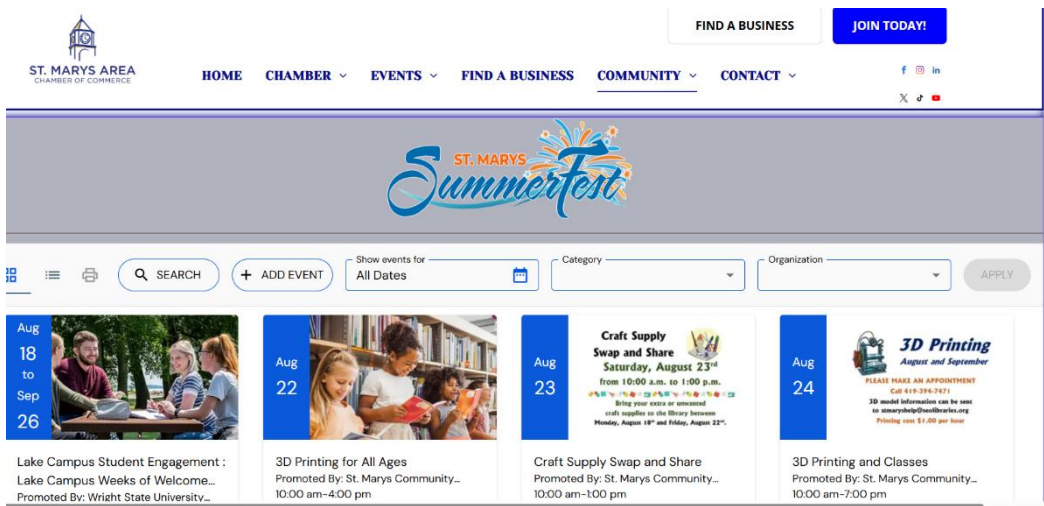 FIND A BUSINESS
JOIN TODAY!
ST. MARYS AREA
CHAMBER OF COMMERCE
HOME CHAMBER EVENTS FIND A BUSINESS COMMUNITY CONTACT
ST. MARYS
SummerFest
SEARCH
+ ADD EVENT
Show events for
All Dates
Category
Organization
APPLY
Aug
18
to
Sep
26
Lake Campus Student Engagement :
Lake Campus Weeks of Welcome...
Promoted By: Wright State University...
Aug
22
3D Printing for All Ages
Promoted By: St. Marys Community...
10:00 am-4:00 pm
Aug
23
Craft Supply
Swap and Share
Saturday, August 23rd
from 10:00 a.m. to 1:00 p.m.
Bring your extra or unwanted
craft supplies to the library between
Monday, August 18th and Friday, August 22nd.
Craft Supply Swap and Share
Promoted By: St. Marys Community...
10:00 am-1:00 pm
Aug
24
3D Printing
August and September
PLEASE MAKE AN APPOINTMENT
Call 419-394-7471
3D model information can be sent
to stmaryshelp@seolibraries.org
Printing cost $1.00 per hour
3D Printing and Classes
Promoted By: St. Marys Community...
10:00 am-7:00 pm